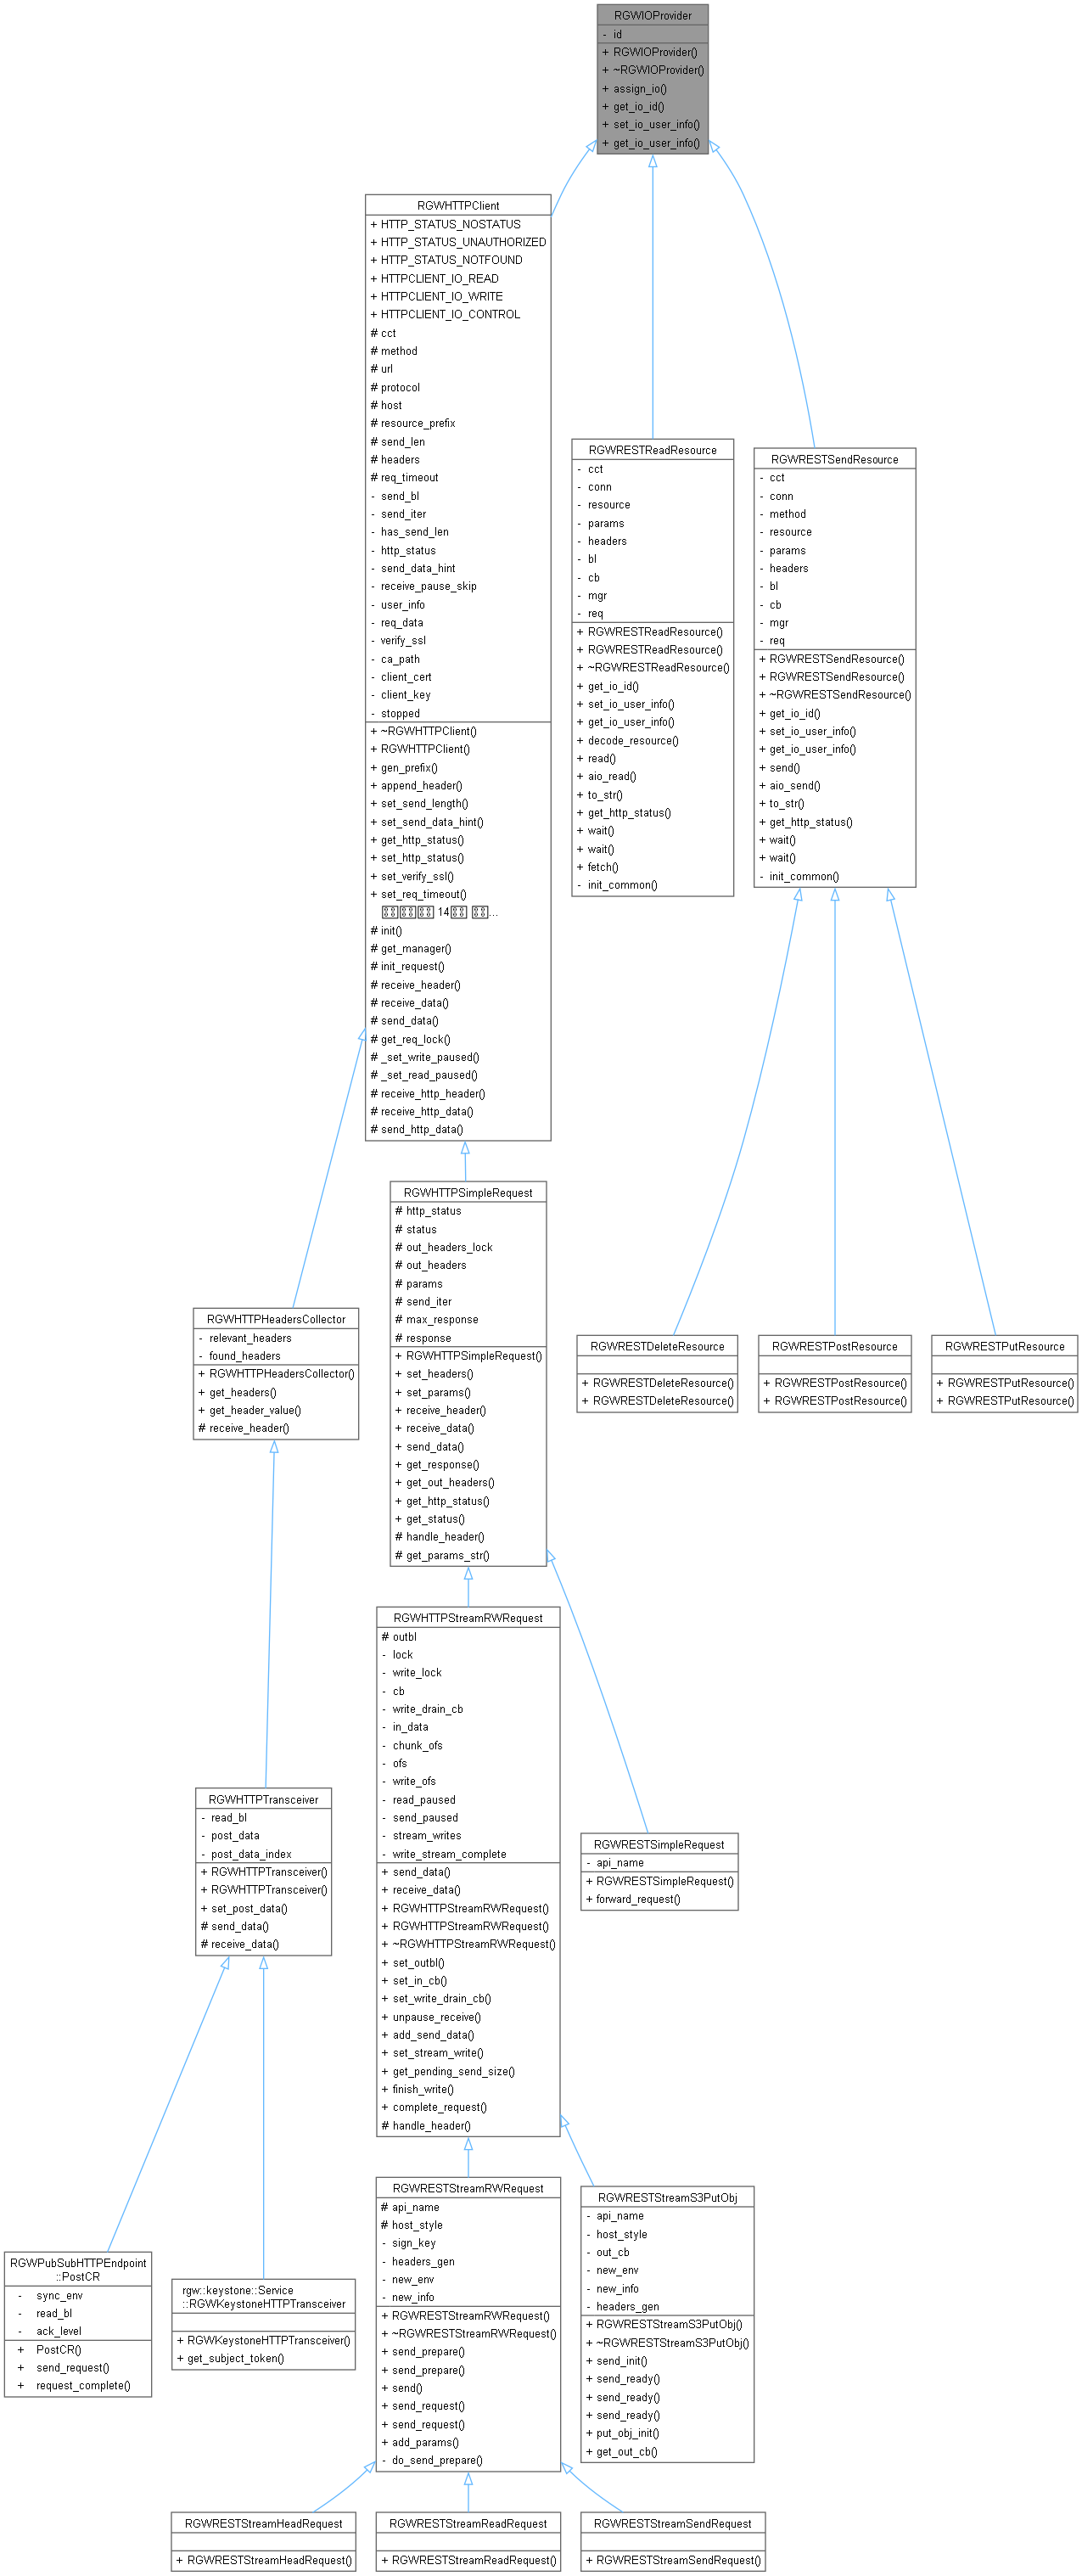 RGWIOProvider
- id
+ RGWIOProvider()
+ ~RGWIOProvider()
+ assign_io()
+ get_io_id()
+ set_io_user_info()
+ get_io_user_info()
RGWHTTPClient
+ HTTP_STATUS_NOSTATUS
+ HTTP_STATUS_UNAUTHORIZED
+ HTTP_STATUS_NOTFOUND
+ HTTPCLIENT_IO_READ
+ HTTPCLIENT_IO_WRITE
+ HTTPCLIENT_IO_CONTROL
# cct
# method
# url
# protocol
# host
# resource_prefix
# send_len
# headers
# req_timeout
- send_bl
- send_iter
- has_send_len
- http_status
- send_data_hint
- receive_pause_skip
- user_info
- req_data
- verify_ssl
- ca_path
- client_cert
- client_key
- stopped
+ ~RGWHTTPClient()
+ RGWHTTPClient()
+ gen_prefix()
+ append_header()
+ set_send_length()
+ set_send_data_hint()
+ get_http_status()
+ set_http_status()
+ set_verify_ssl()
+ set_req_timeout()
14 ...
# init()
# get_manager()
# init_request()
# receive_header()
# receive_data()
# send_data()
# get_req_lock()
# _set_write_paused()
# _set_read_paused()
# receive_http_header()
# receive_http_data()
# send_http_data()
RGWRESTReadResource
- cct
- conn
- resource
- params
- headers
- bl
- cb
- mgr
- req
+ RGWRESTReadResource()
+ RGWRESTReadResource()
+ ~RGWRESTReadResource()
+ get_io_id()
+ set_io_user_info()
+ get_io_user_info()
+ decode_resource()
+ read()
+ aio_read()
+ to_str()
+ get_http_status()
+ wait()
+ wait()
+ fetch()
- init_common()
RGWRESTSendResource
- cct
- conn
- method
- resource
- params
- headers
- bl
- cb
- mgr
- req
+ RGWRESTSendResource()
+ RGWRESTSendResource()
+ ~RGWRESTSendResource()
+ get_io_id()
+ set_io_user_info()
+ get_io_user_info()
+ send()
+ aio_send()
+ to_str()
+ get_http_status()
+ wait()
+ wait()
- init_common()
RGWHTTPHeadersCollector
- relevant_headers
- found_headers
+ RGWHTTPHeadersCollector()
+ get_headers()
+ get_header_value()
# receive_header()
RGWHTTPSimpleRequest
# http_status
# status
# out_headers_lock
# out_headers
# params
# send_iter
# max_response
# response
+ RGWHTTPSimpleRequest()
+ set_headers()
+ set_params()
+ receive_header()
+ receive_data()
+ send_data()
+ get_response()
+ get_out_headers()
+ get_http_status()
+ get_status()
# handle_header()
# get_params_str()
RGWRESTDeleteResource
+ RGWRESTDeleteResource()
+ RGWRESTDeleteResource()
RGWRESTPostResource
+ RGWRESTPostResource()
+ RGWRESTPostResource()
RGWRESTPutResource
+ RGWRESTPutResource()
+ RGWRESTPutResource()
RGWHTTPTransceiver
- read_bl
- post_data
- post_data_index
+ RGWHTTPTransceiver()
+ RGWHTTPTransceiver()
+ set_post_data()
# send_data()
# receive_data()
RGWHTTPStreamRWRequest
# outbl
- lock
- write_lock
- cb
- write_drain_cb
- in_data
- chunk_ofs
- ofs
- write_ofs
- read_paused
- send_paused
- stream_writes
- write_stream_complete
+ send_data()
+ receive_data()
+ RGWHTTPStreamRWRequest()
+ RGWHTTPStreamRWRequest()
+ ~RGWHTTPStreamRWRequest()
+ set_outbl()
+ set_in_cb()
+ set_write_drain_cb()
+ unpause_receive()
+ add_send_data()
+ set_stream_write()
+ get_pending_send_size()
+ finish_write()
+ complete_request()
# handle_header()
RGWRESTSimpleRequest
- api_name
+ RGWRESTSimpleRequest()
+ forward_request()
RGWPubSubHTTPEndpoint
::PostCR
- sync_env
- read_bl
- ack_level
+ PostCR()
+ send_request()
+ request_complete()
rgw::keystone::Service
::RGWKeystoneHTTPTransceiver
+ RGWKeystoneHTTPTransceiver()
+ get_subject_token()
RGWRESTStreamRWRequest
# api_name
# host_style
- sign_key
- headers_gen
- new_env
- new_info
+ RGWRESTStreamRWRequest()
+ ~RGWRESTStreamRWRequest()
+ send_prepare()
+ send_prepare()
+ send()
+ send_request()
+ send_request()
+ add_params()
- do_send_prepare()
RGWRESTStreamS3PutObj
- api_name
- host_style
- out_cb
- new_env
- new_info
- headers_gen
+ RGWRESTStreamS3PutObj()
+ ~RGWRESTStreamS3PutObj()
+ send_init()
+ send_ready()
+ send_ready()
+ send_ready()
+ put_obj_init()
+ get_out_cb()
RGWRESTStreamHeadRequest
+ RGWRESTStreamHeadRequest()
RGWRESTStreamReadRequest
+ RGWRESTStreamReadRequest()
RGWRESTStreamSendRequest
+ RGWRESTStreamSendRequest()